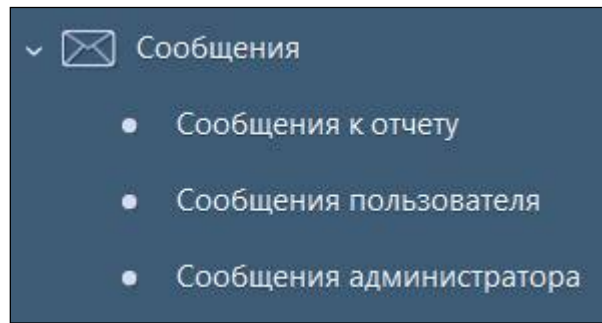 Сообщения
Сообщения к отчету
Сообщения пользователя
Сообщения администратора